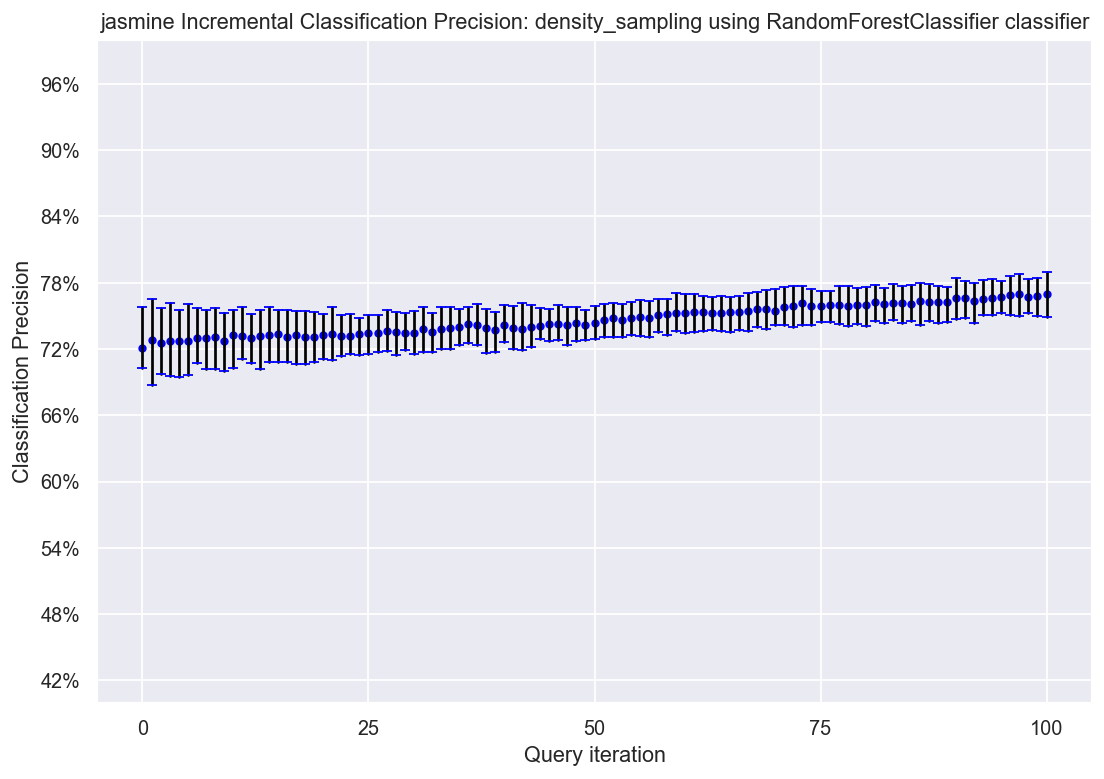 jasmine Incremental Classification Precision: density_sampling using RandomForestClassifier classifier
96%
90%
84%
78%
72%
66%
60%
54%
48%
42%
Classification Precision
0 25 50 75 100
Query iteration